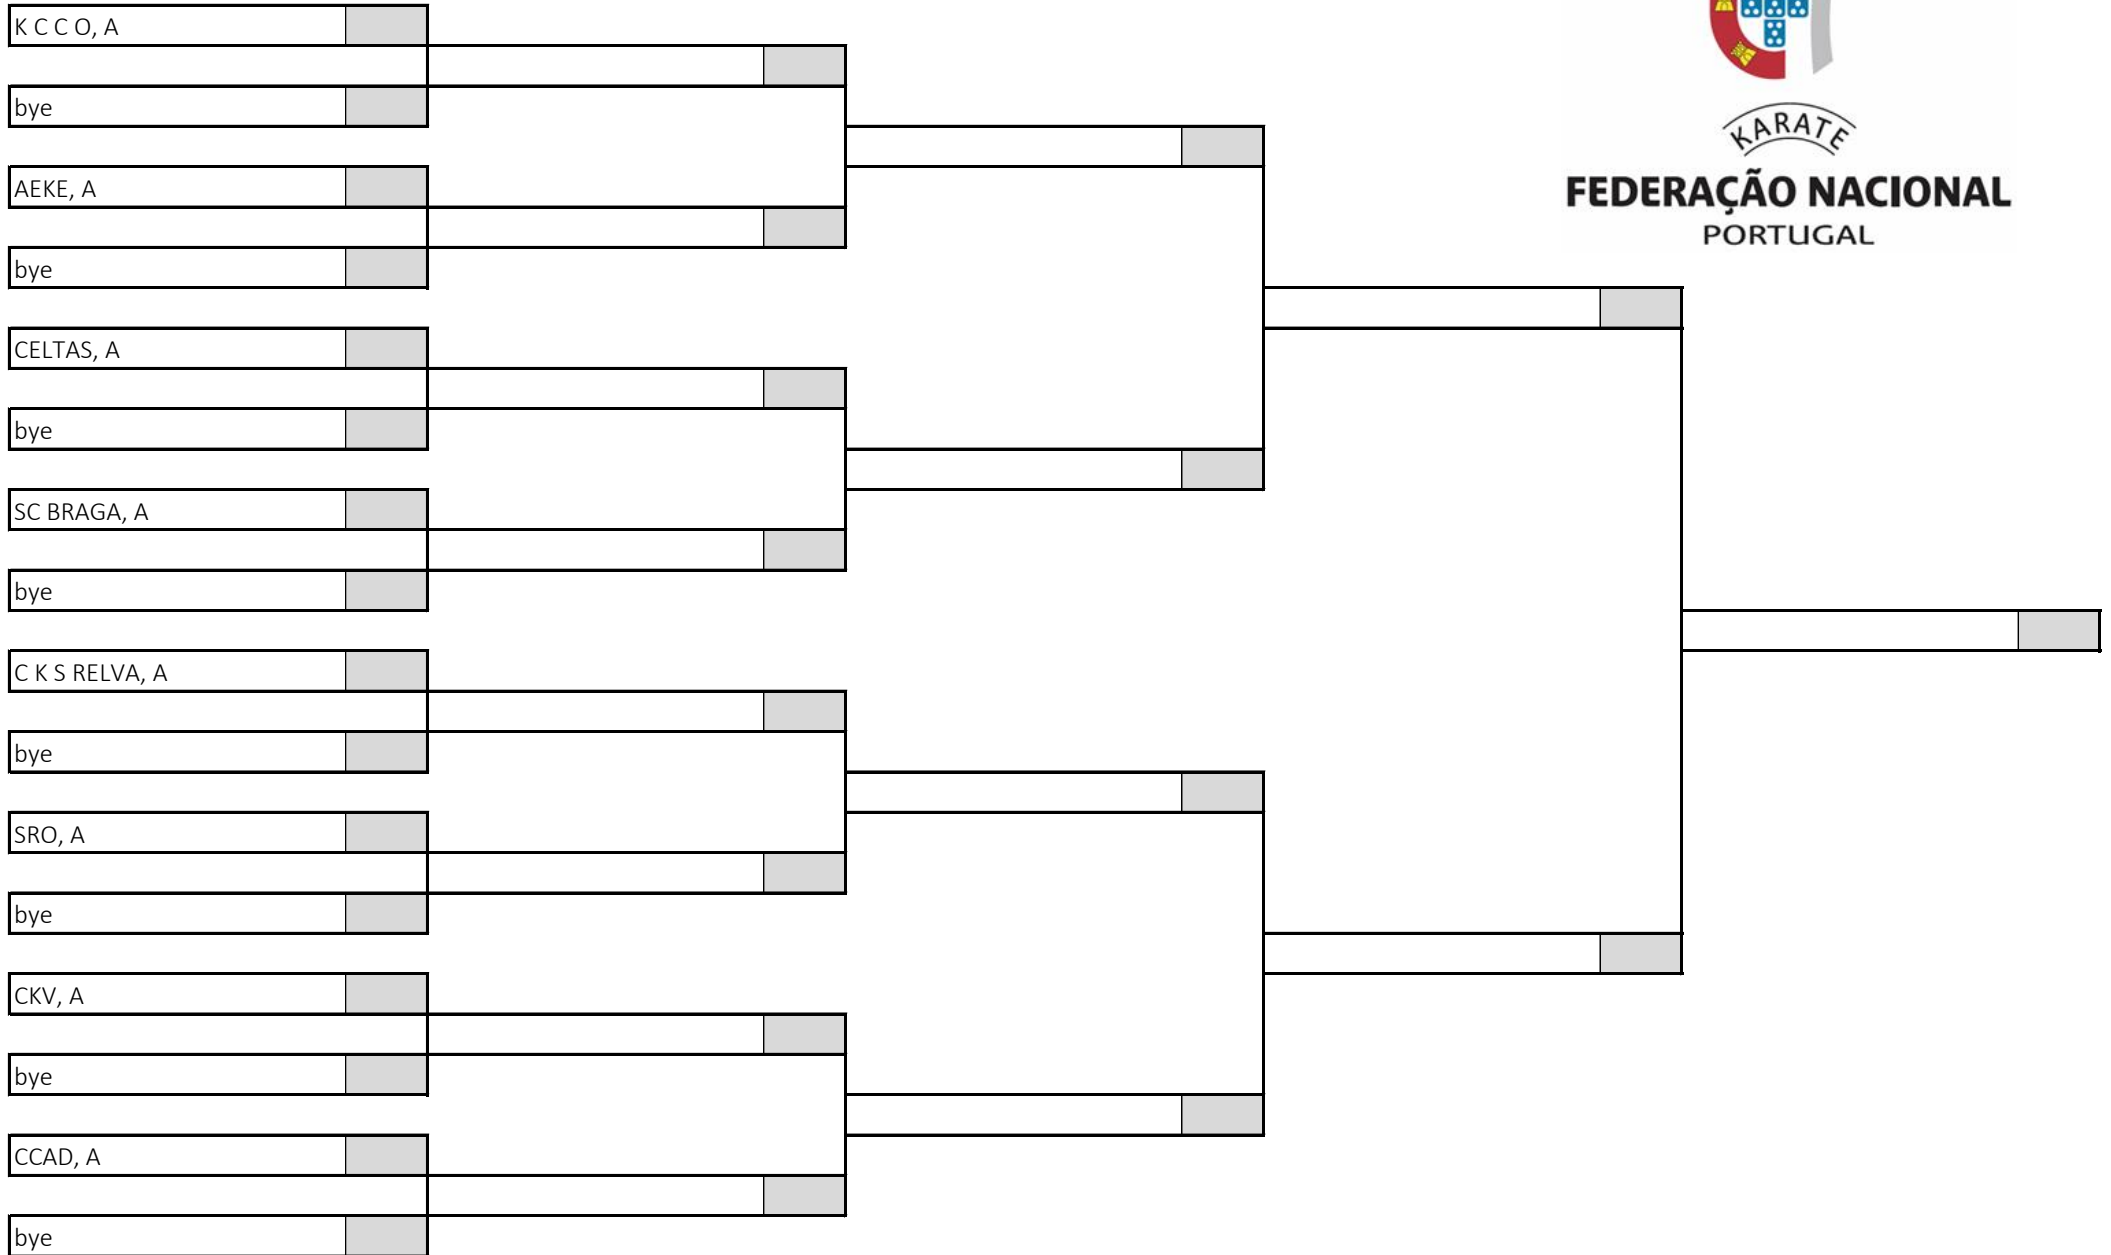 K C C O, A
bye
AEKE, A
bye
CELTAS, A
bye
SC BRAGA, A
bye
C K S RELVA, A
bye
SRO, A
bye
CKV, A
bye
CCAD, A
bye
KARATE
FEDERAÇÃO NACIONAL
PORTUGAL